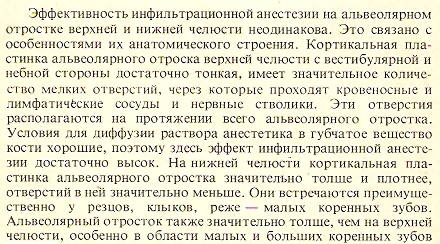 Эффективность инфильтрационной анестезии на альвеолярном
отростке верхней и нижней челюсти неодинакова. Это связано с
особенностями их анатомического строения. Кортикальная пла-
стинка альвеолярного отроска верхней челюсти с вестибулярной и
небной стороны достаточно тонкая, имеет значительное количе-
ство мелких отверстий, через которые проходят кровеносные и
лимфатические сосуды и нервные стволики. Эти отверстия
располагаются на протяжении всего альвеолярного отростка.
Условия для диффузии раствора анестетика в губчатое вещество
кости хорошие, поэтому здесь эффект инфильтрационной анесте-
зии достаточно высок. На нижней челюсти кортикальная пла-
стинка альвеолярного отростка значительно толще и плотнее,
отверстий в ней значительно меньше. Они встречаются преимуще-
ственно у резцов, клыков, реже — малых коренных зубов.
Альвеолярный отросток также значительно толще, чем на верхней
челюсти, особенно в области малых и больших коренных зубов